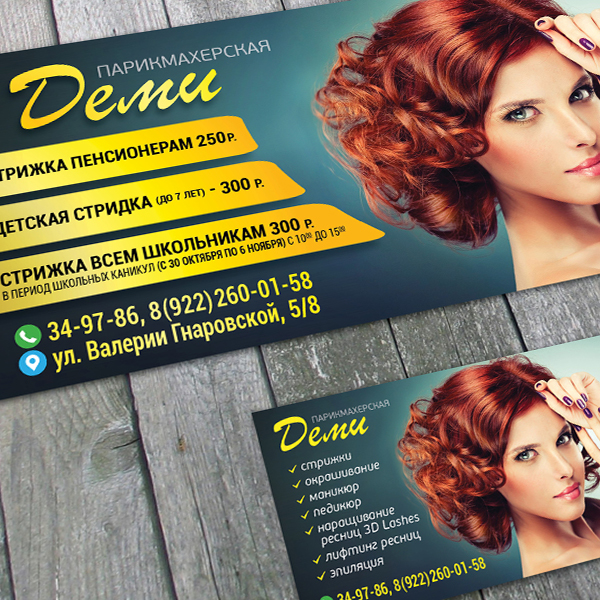 ПАРИКМАХЕРСКАЯ
Деми
ТРИЖКА ПЕНСИОНЕРАМ 250 Р.
ДЕТСКАЯ СТРИДКА (ДО 7 ЛЕТ) - 300 Р.
СТРИЖКА ВСЕМ ШКОЛЬНИКАМ 300 Р.
В ПЕРИОД ШКОЛЬНЫХ КАНИКУЛ (С 30 ОКТЯБРЯ ПО 6 НОЯБРЯ) С 10⁰⁰ ДО 15⁰⁰
34-97-86, 8(922)260-01-58
ул. Валерии Гнаровской, 5/8
ПАРИКМАХЕРСКАЯ
Деми
✓ стрижки
✓ окрашивание
✓ маникюр
✓ педикюр
✓ наращивание
ресниц 3D Lashes
✓ лифтинг ресниц
✓ эпиляция
34-97-86, 8(922)260-01-58